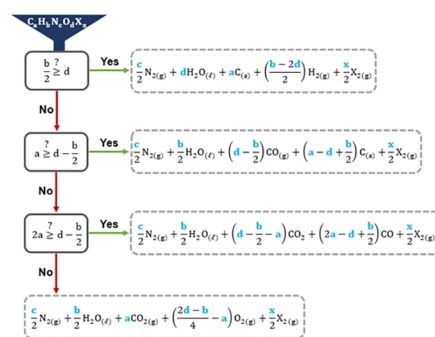 CₐHᵦN꜀OdXₓ
b/2 ≥? d
Yes
c/2 N₂(g) + dH₂O(ℓ) + aC(s) + ((b − 2d)/2) H₂(g) + x/2 X₂(g)
No
a ≥? d − b/2
Yes
c/2 N₂(g) + b/2 H₂O(ℓ) + (d − b/2) CO(g) + (a − d + b/2) C(s) + x/2 X₂(g)
No
2a ≥? d − b/2
Yes
c/2 N₂(g) + b/2 H₂O(ℓ) + (d − b/2 − a) CO₂ + (2a − d + b/2) CO + x/2 X₂(g)
No
c/2 N₂(g) + b/2 H₂O(ℓ) + aCO₂(g) + ((2d − b)/4 − a) O₂(g) + x/2 X₂(g)